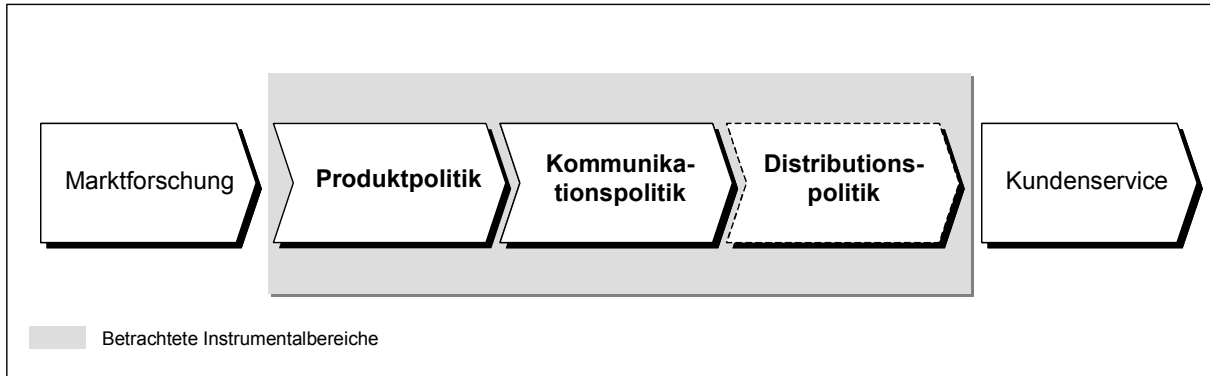 Marktforschung
Produktpolitik
Kommunika-
tionspolitik
Distributions-
politik
Kundenservice
Betrachtete Instrumentalbereiche